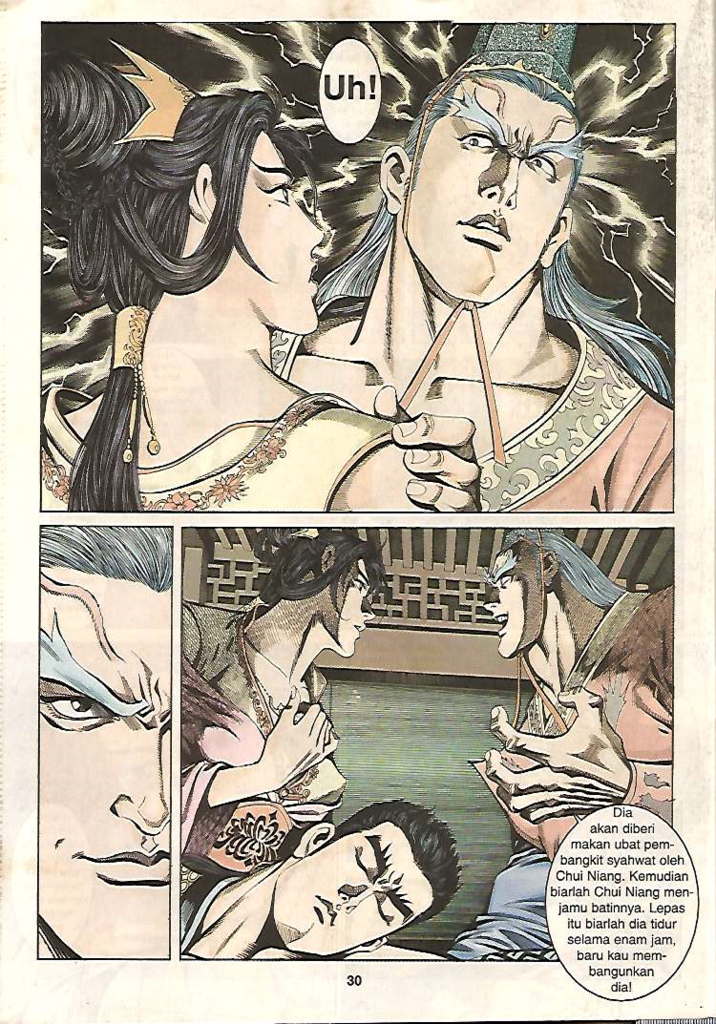 Uh!
Dia
akan diberi
makan ubat pem-
bangkit syahwat oleh
Chui Niang. Kemudian
biarlah Chui Niang men-
jamu batinnya. Lepas
itu biarlah dia tidur
selama enam jam,
baru kau mem-
bangunkan
dia!
30